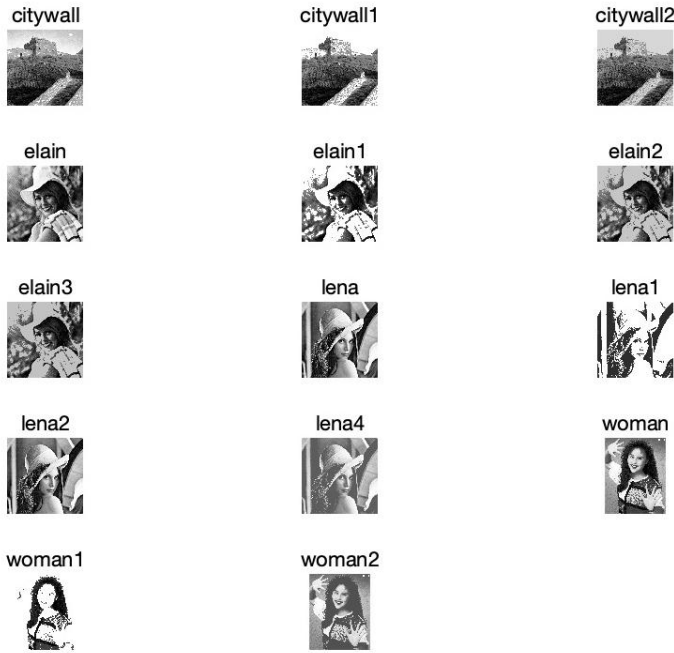 citywall
citywall1
citywall2
elain
elain1
elain2
elain3
lena
lena1
lena2
lena4
woman
woman1
woman2